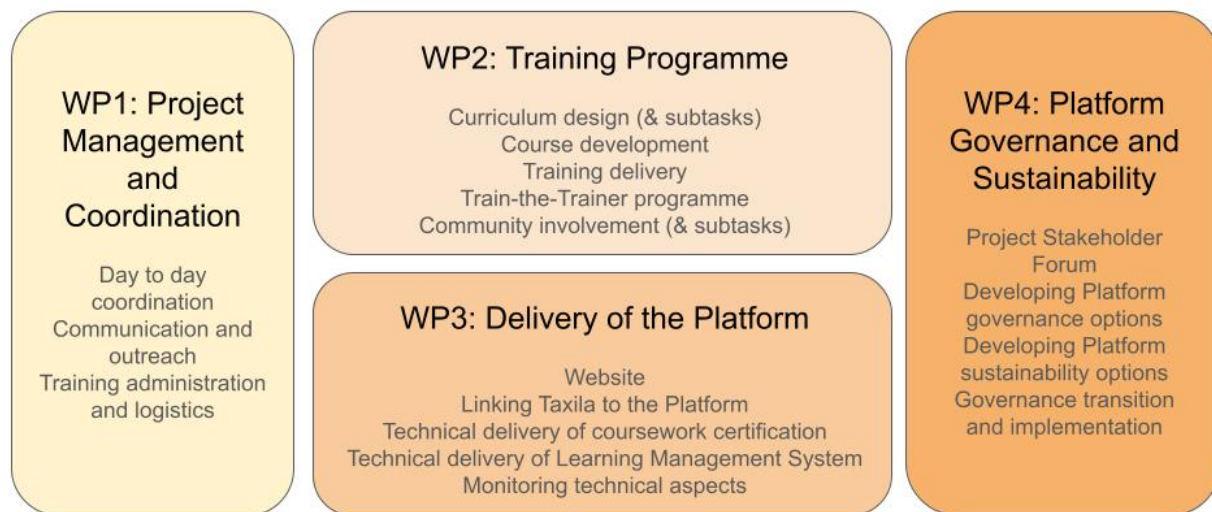 WP1: Project
Management
and
Coordination
Day to day
coordination
Communication and
outreach
Training administration
and logistics
WP2: Training Programme
Curriculum design (& subtasks)
Course development
Training delivery
Train-the-Trainer programme
Community involvement (& subtasks)
WP3: Delivery of the Platform
Website
Linking Taxila to the Platform
Technical delivery of coursework certification
Technical delivery of Learning Management System
Monitoring technical aspects
WP4: Platform
Governance and
Sustainability
Project Stakeholder
Forum
Developing Platform
governance options
Developing Platform
sustainability options
Governance transition
and implementation